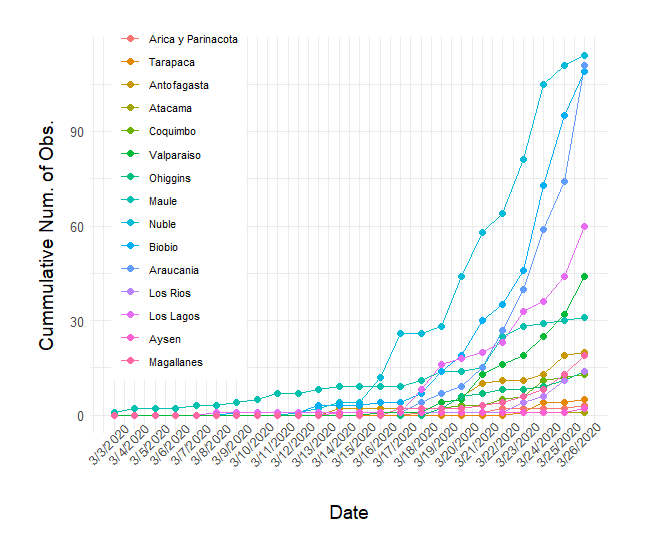 Arica y Parinacota
Tarapaca
Antofagasta
Atacama
Coquimbo
Valparaiso
Ohiggins
Maule
Nuble
Biobio
Araucania
Los Rios
Los Lagos
Aysen
Magallanes
Cummulative Num. of Obs.
90
60
30
0
3/3/2020
3/4/2020
3/5/2020
3/6/2020
3/7/2020
3/8/2020
3/9/2020
3/10/2020
3/11/2020
3/12/2020
3/13/2020
3/14/2020
3/15/2020
3/16/2020
3/17/2020
3/18/2020
3/19/2020
3/20/2020
3/21/2020
3/22/2020
3/23/2020
3/24/2020
3/25/2020
3/26/2020
Date